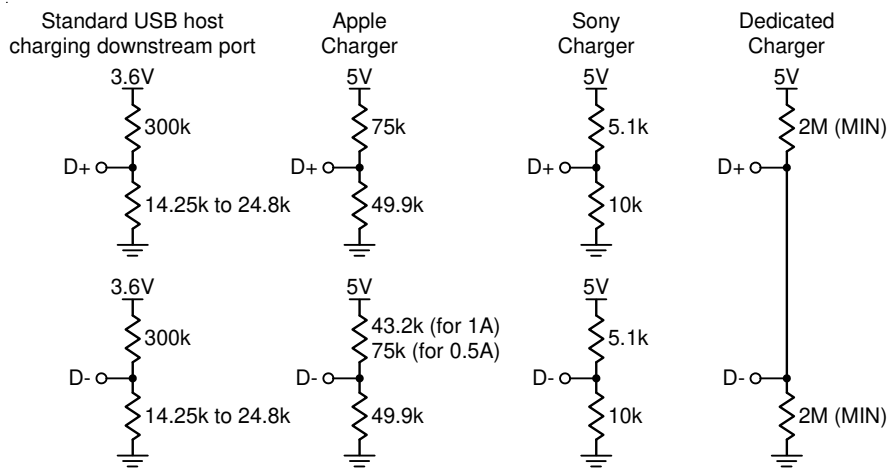 Standard USB host
charging downstream port
3.6V
300k
D+
14.25k to 24.8k
3.6V
300k
D-
14.25k to 24.8k
Apple
Charger
5V
75k
D+
49.9k
5V
43.2k (for 1A)
75k (for 0.5A)
D-
49.9k
Sony
Charger
5V
5.1k
D+
10k
5V
5.1k
D-
10k
Dedicated
Charger
5V
2M (MIN)
D+
D-
2M (MIN)